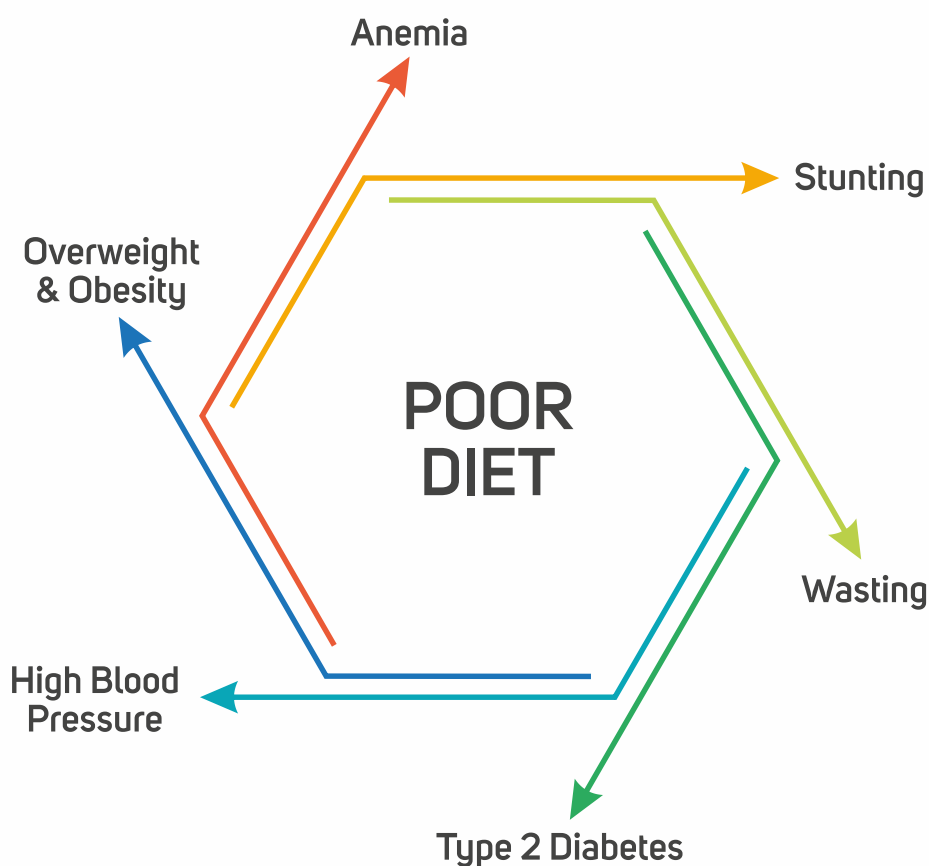 Anemia
Stunting
Overweight
& Obesity
POOR
DIET
Wasting
High Blood
Pressure
Type 2 Diabetes